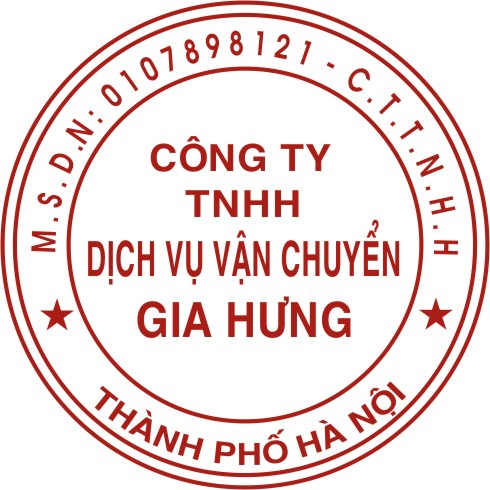 M.S.D.N: 0107898121 - C.T.T.N.H.H
CÔNG TY
TNHH
DỊCH VỤ VẬN CHUYỂN
GIA HƯNG
THÀNH PHỐ HÀ NỘI